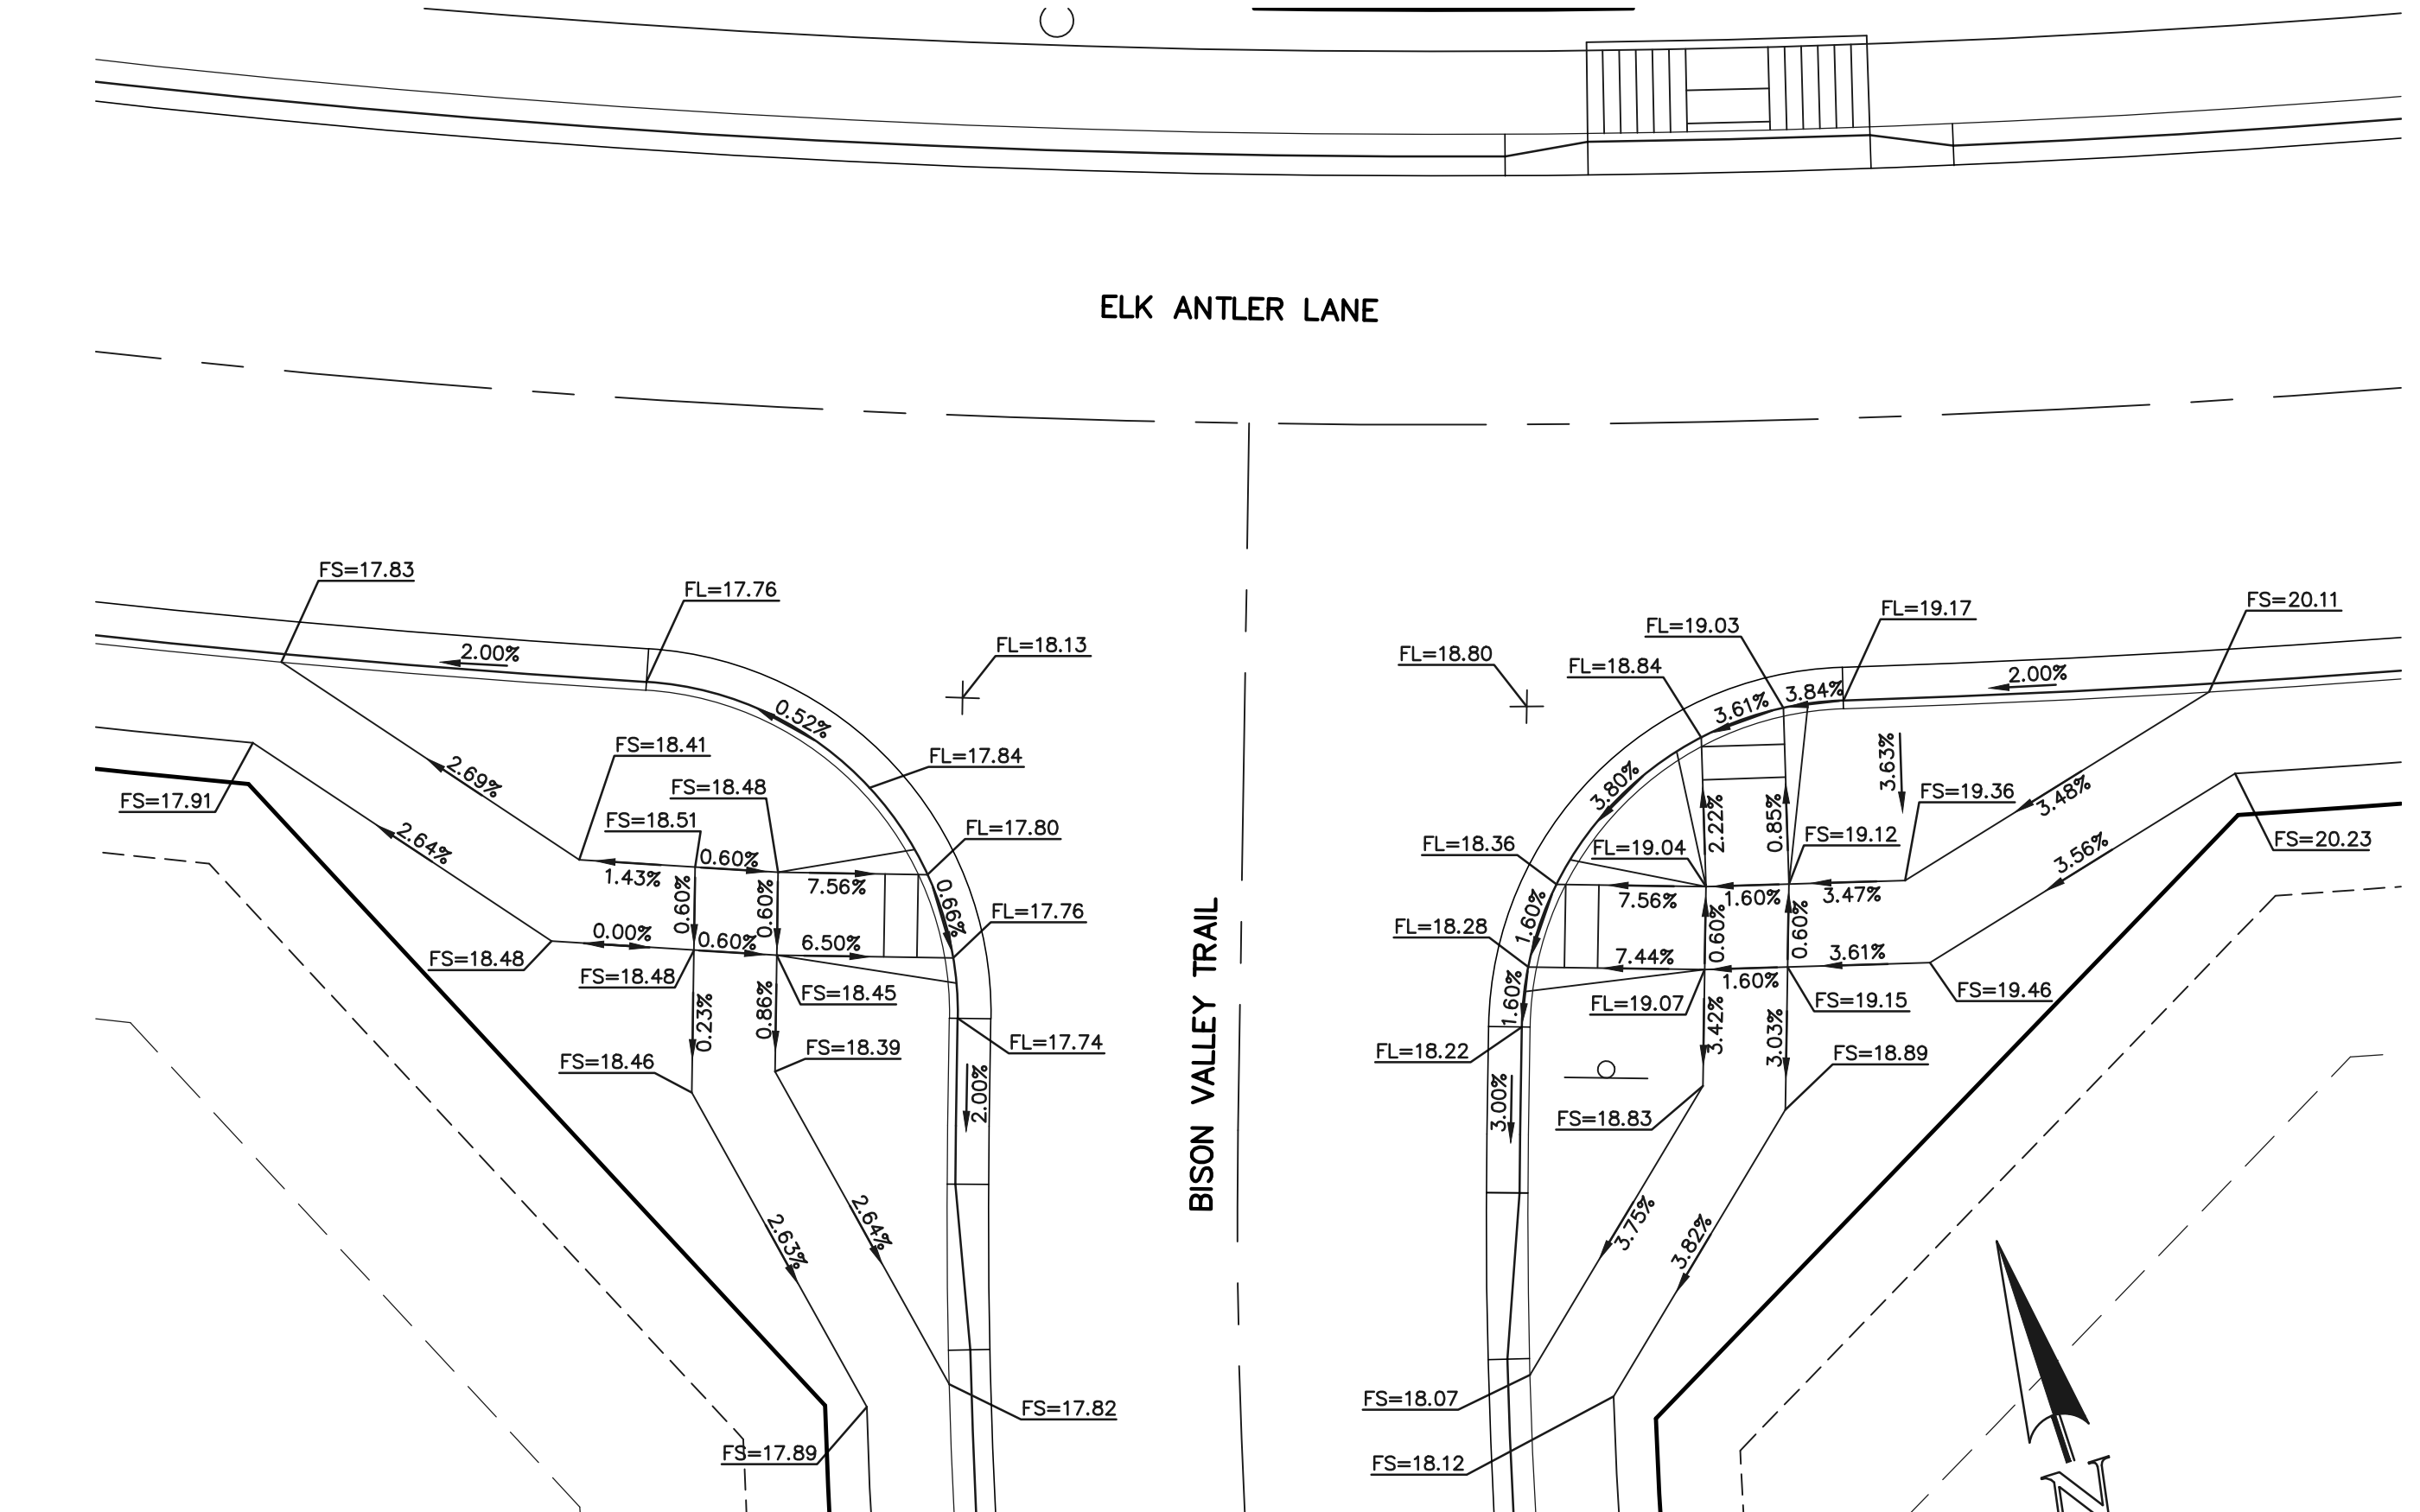 ELK ANTLER LANE
FS=17.83
FL=17.76
2.00%
FL=18.13
0.52%
FS=18.41
FL=17.84
2.69%
FS=18.48
FS=17.91
FS=18.51
FL=17.80
2.64%
0.60%
1.43%
7.56%
0.60%
0.60%
0.66%
FL=17.76
0.00%
0.60%
6.50%
FS=18.48
FS=18.48
FS=18.45
0.23%
0.86%
FL=17.74
FS=18.46
FS=18.39
2.00%
2.63%
2.64%
FS=17.82
FS=17.89
BISON VALLEY TRAIL
FS=20.11
FL=19.17
FL=19.03
FL=18.80
FL=18.84
2.00%
3.84%
3.61%
3.63%
3.80%
3.48%
FS=19.36
2.22%
0.85%
FS=19.12
FS=20.23
FL=18.36
FL=19.04
3.56%
7.56%
1.60%
3.47%
1.60%
0.60%
0.60%
FL=18.28
7.44%
1.60%
3.61%
1.60%
FL=19.07
FS=19.15
FS=19.46
3.42%
3.03%
FL=18.22
FS=18.89
3.00%
FS=18.83
3.75%
3.82%
FS=18.07
FS=18.12
N